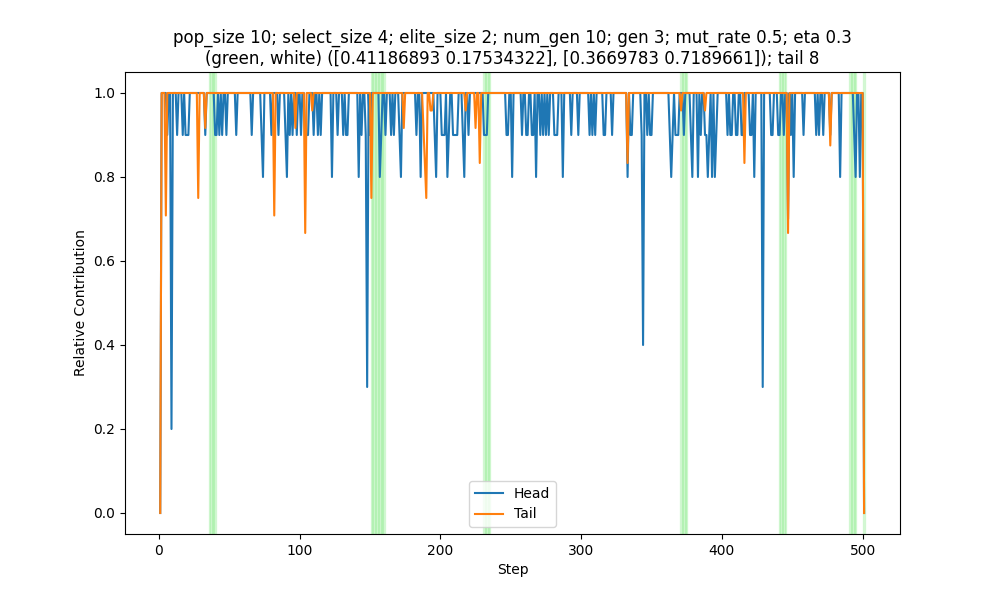 pop_size 10; select_size 4; elite_size 2; num_gen 10; gen 3; mut_rate 0.5; eta 0.3
(green, white) ([0.41186893 0.17534322], [0.3669783 0.7189661]); tail 8
Relative Contribution
1.0
0.8
0.6
0.4
0.2
0.0
Head
Tail
0
100
200
300
400
500
Step